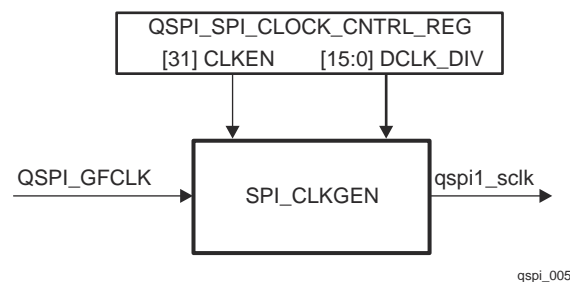 QSPI_SPI_CLOCK_CNTRL_REG
[31] CLKEN [15:0] DCLK_DIV
QSPI_GFCLK
SPI_CLKGEN
qspi1_sclk
qspi_005